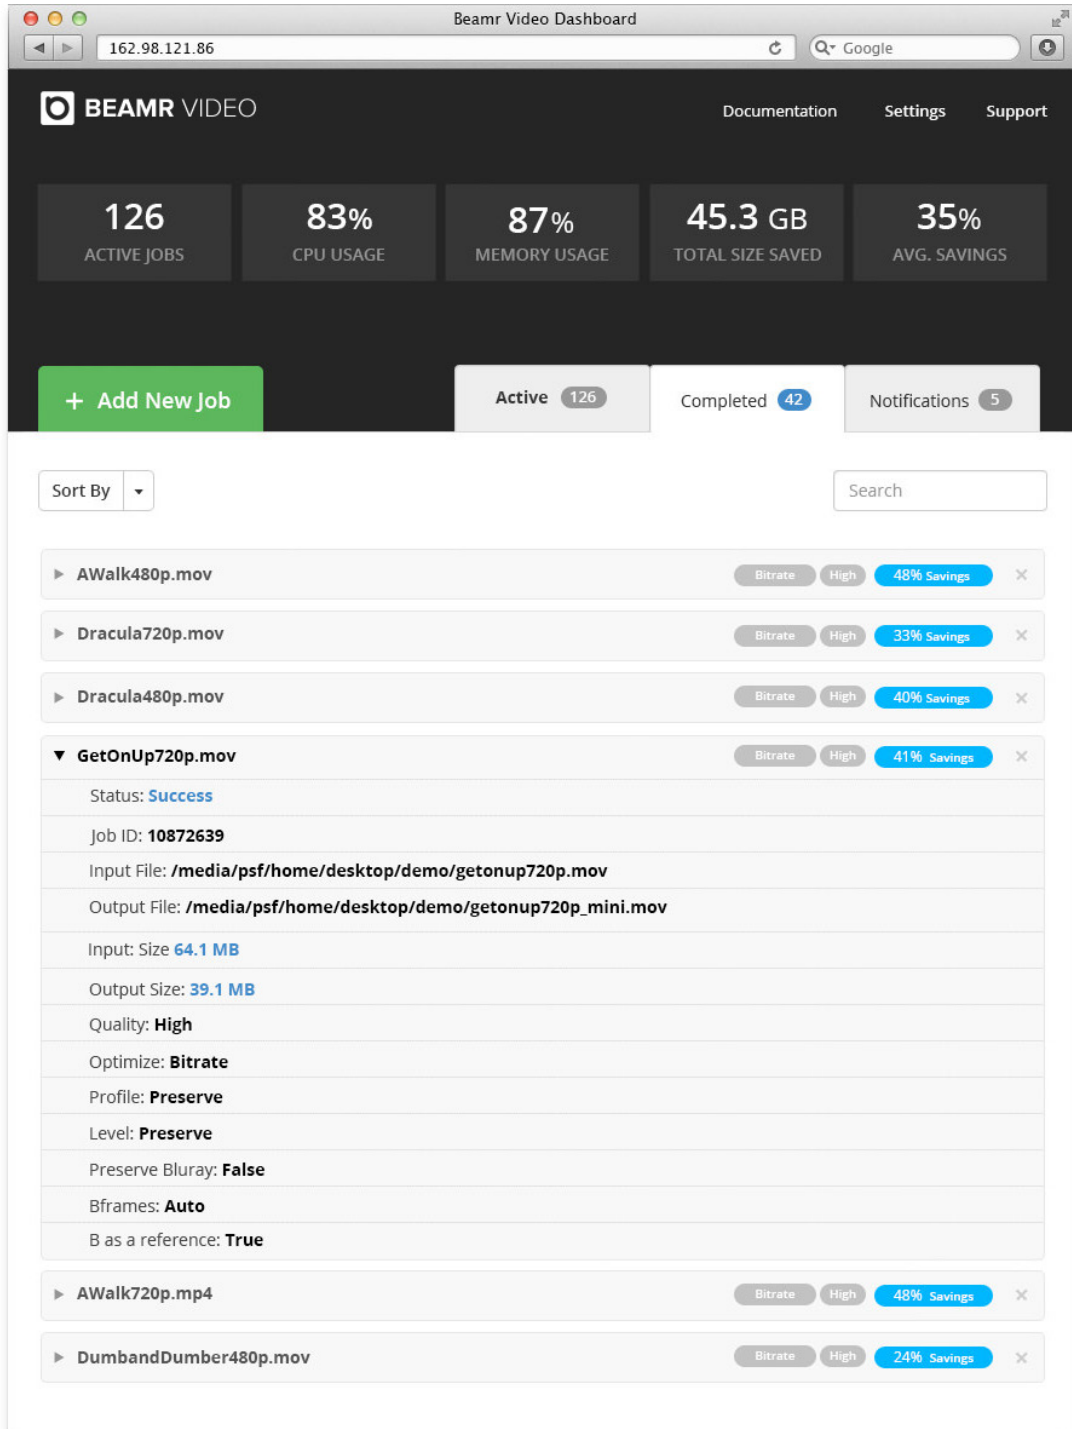 Beamr Video Dashboard
162.98.121.86
Google
BEAMR VIDEO
Documentation Settings Support
126 83% 87% 45.3 GB 35%
ACTIVE JOBS CPU USAGE MEMORY USAGE TOTAL SIZE SAVED AVG. SAVINGS
+ Add New Job Active 126 Completed 42 Notifications 5
Sort By Search
AWalk480p.mov Bitrate High 48% Savings ×
Dracula720p.mov Bitrate High 33% Savings ×
Dracula480p.mov Bitrate High 40% Savings ×
GetOnUp720p.mov Bitrate High 41% Savings ×
Status: Success
Job ID: 10872639
Input File: /media/psf/home/desktop/demo/getonup720p.mov
Output File: /media/psf/home/desktop/demo/getonup720p_mini.mov
Input: Size 64.1 MB
Output Size: 39.1 MB
Quality: High
Optimize: Bitrate
Profile: Preserve
Level: Preserve
Preserve Bluray: False
Bframes: Auto
B as a reference: True
AWalk720p.mp4 Bitrate High 48% Savings ×
DumbandDumber480p.mov Bitrate High 24% Savings ×